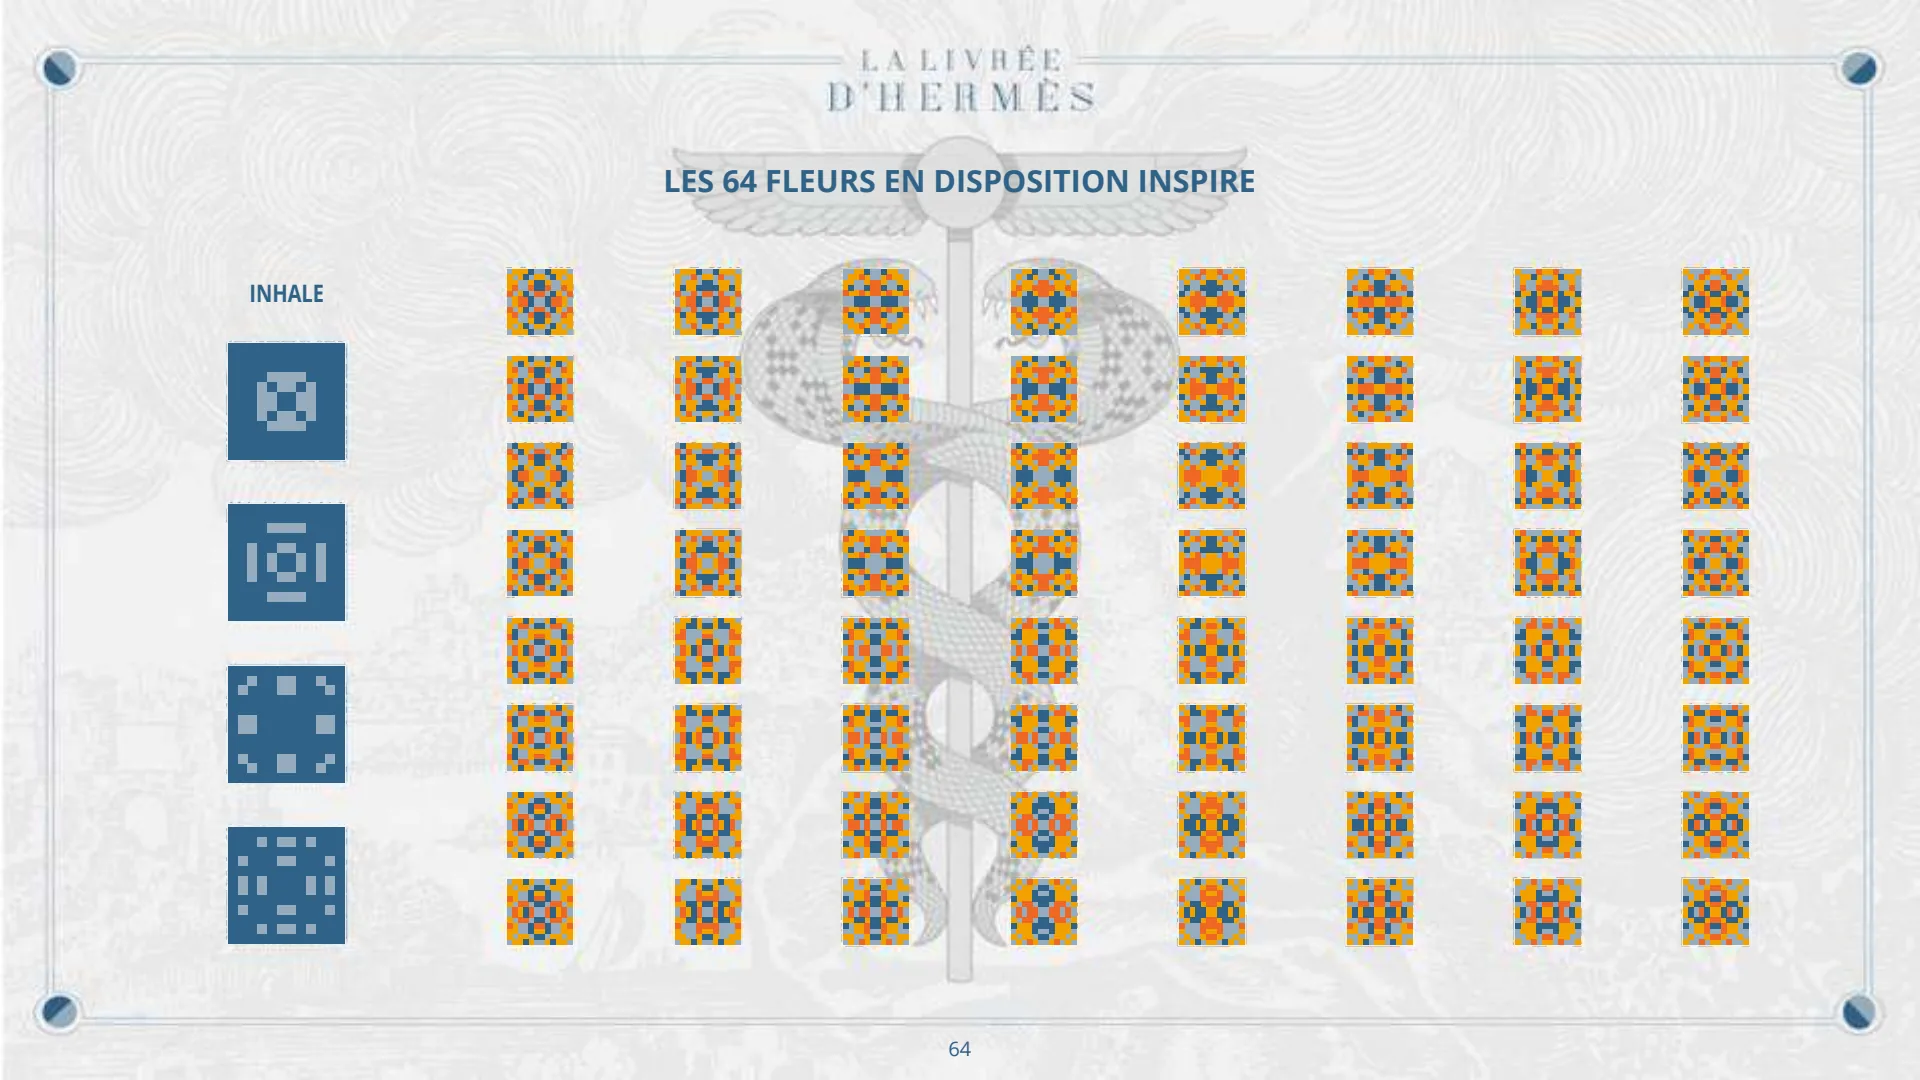 LA LIVRÉE
D'HERMÈS
LES 64 FLEURS EN DISPOSITION INSPIRE
INHALE
64